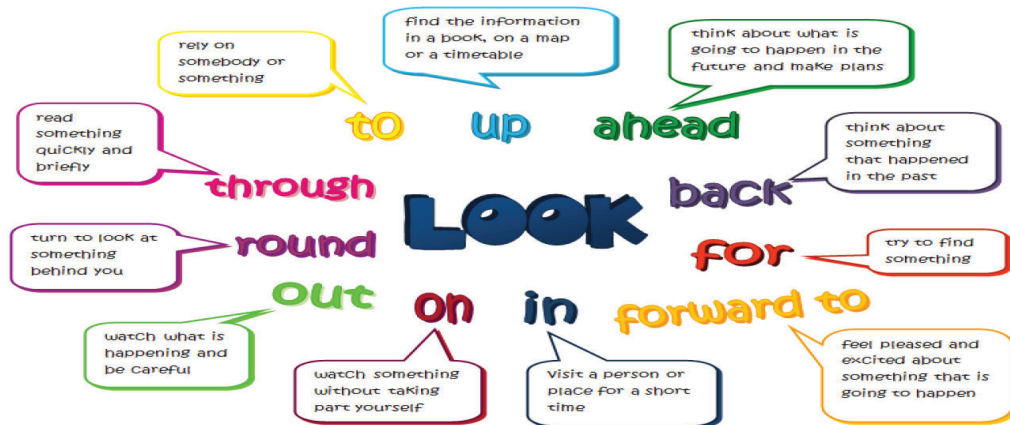 find the information
in a book, on a map
or a timetable
rely on
somebody or
something
think about what is
going to happen in the
future and make plans
to
up
ahead
read
something
quickly and
briefly
think about
something
that happened
in the past
through
LOOK
back
turn to look at
something
behind you
round
for
try to find
something
out
on
in
forward to
watch what is
happening and
be careful
watch something
without taking
part yourself
Visit a person or
place for a short
time
feel pleased and
excited about
something that is
going to happen